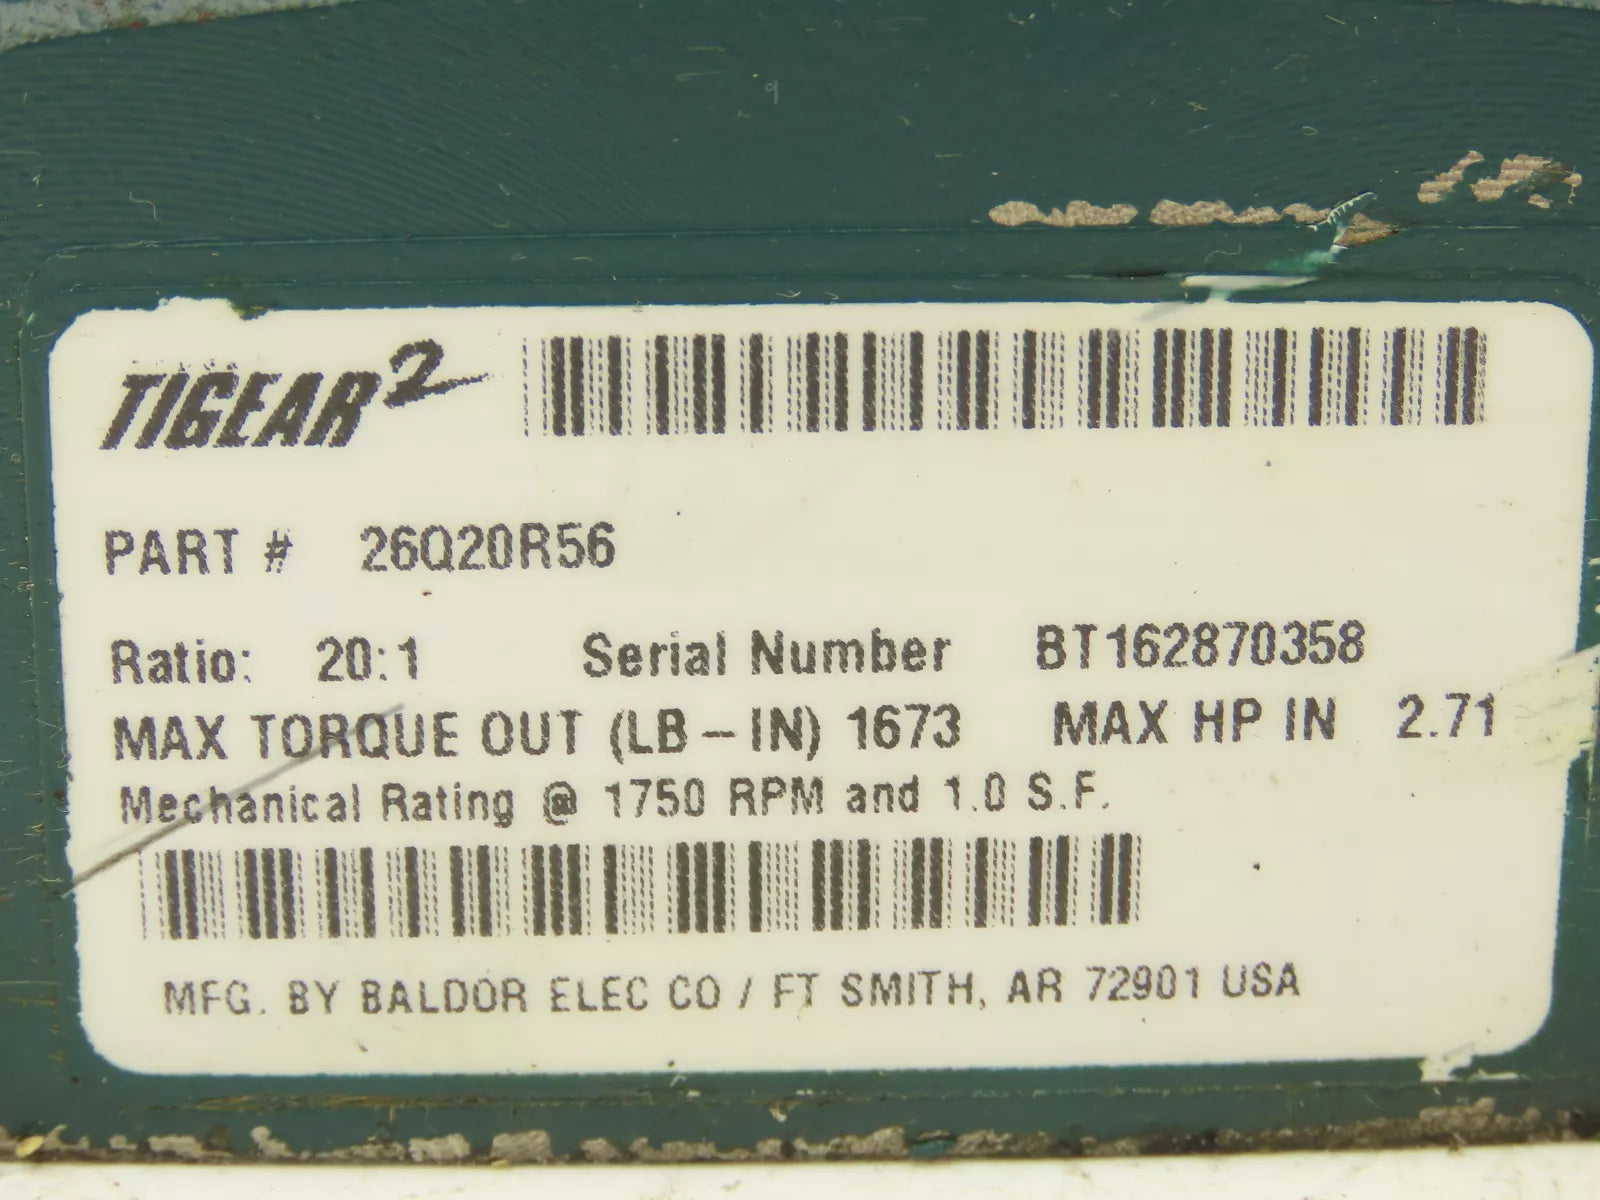 TIGEAR2
PART # 26Q20R56
Ratio: 20:1 Serial Number BT162870358
MAX TORQUE OUT (LB-IN) 1673 MAX HP IN 2.71
Mechanical Rating @ 1750 RPM and 1.0 S.F.
MFG. BY BALDOR ELEC CO / FT SMITH, AR 72901 USA